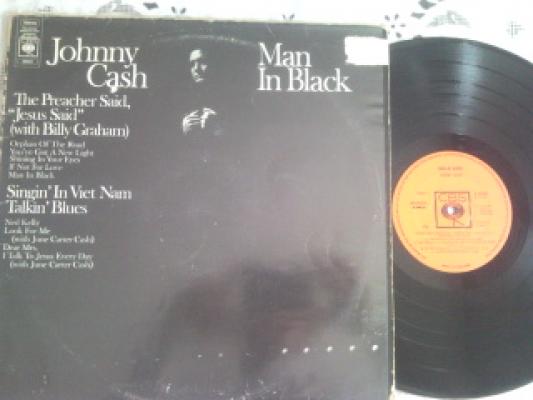 Johnny
Cash
Man
In Black
The Preacher Said,
"Jesus Said"
(with Billy Graham)
Orphan Of The Road
You've Got A New Light
Shining In Your Eyes
If Not For Love
Man In Black
Singin' In Viet Nam
Talkin' Blues
Ned Kelly
Look For Me
(with June Carter Cash)
Dear Mrs.
I Talk To Jesus Every Day
(with June Carter Cash)
CBS